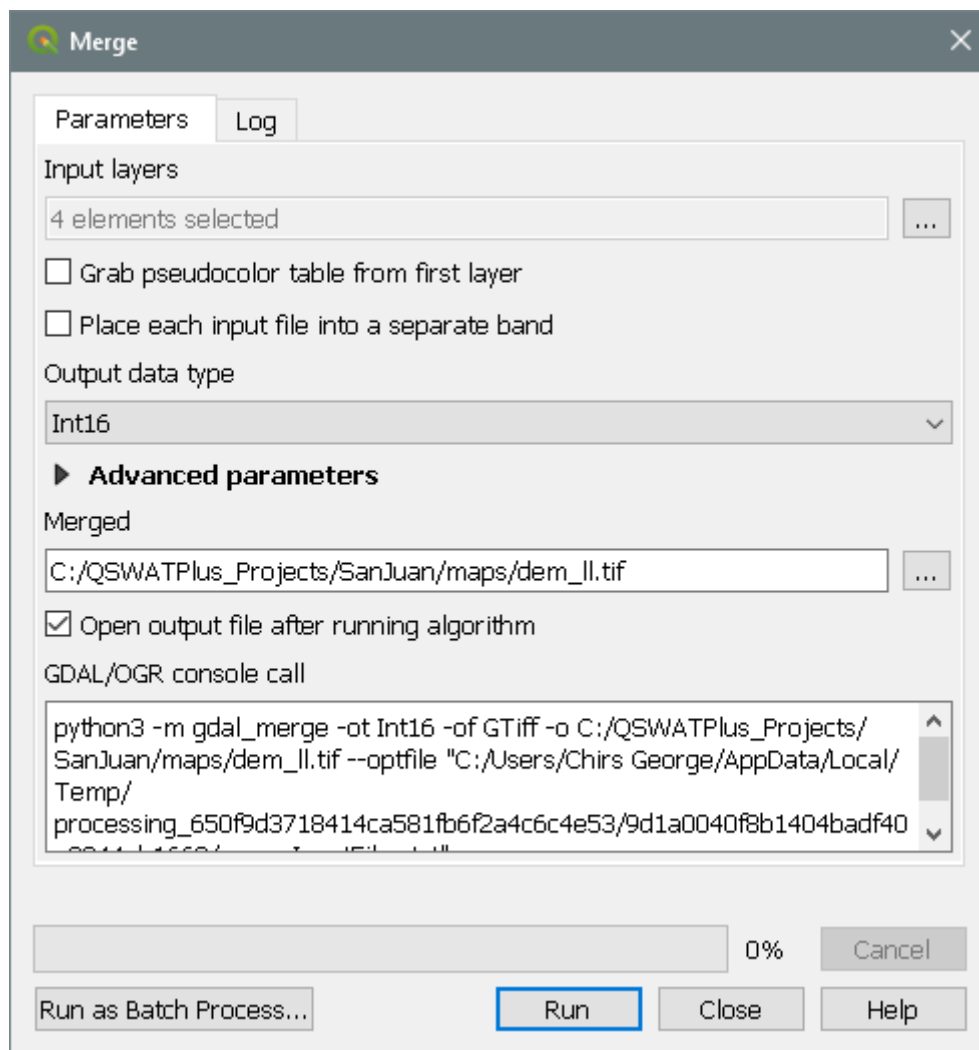 Merge
Parameters
Log
Input layers
4 elements selected
...
Grab pseudocolor table from first layer
Place each input file into a separate band
Output data type
Int16
Advanced parameters
Merged
C:/QSWATPlus_Projects/SanJuan/maps/dem_ll.tif
...
Open output file after running algorithm
GDAL/OGR console call
python3 -m gdal_merge -ot Int16 -of GTiff -o C:/QSWATPlus_Projects/
SanJuan/maps/dem_ll.tif --optfile "C:/Users/Chirs George/AppData/Local/
Temp/
processing_650f9d3718414ca581fb6f2a4c6c4e53/9d1a0040f8b1404badf40
0%
Cancel
Run as Batch Process...
Run
Close
Help